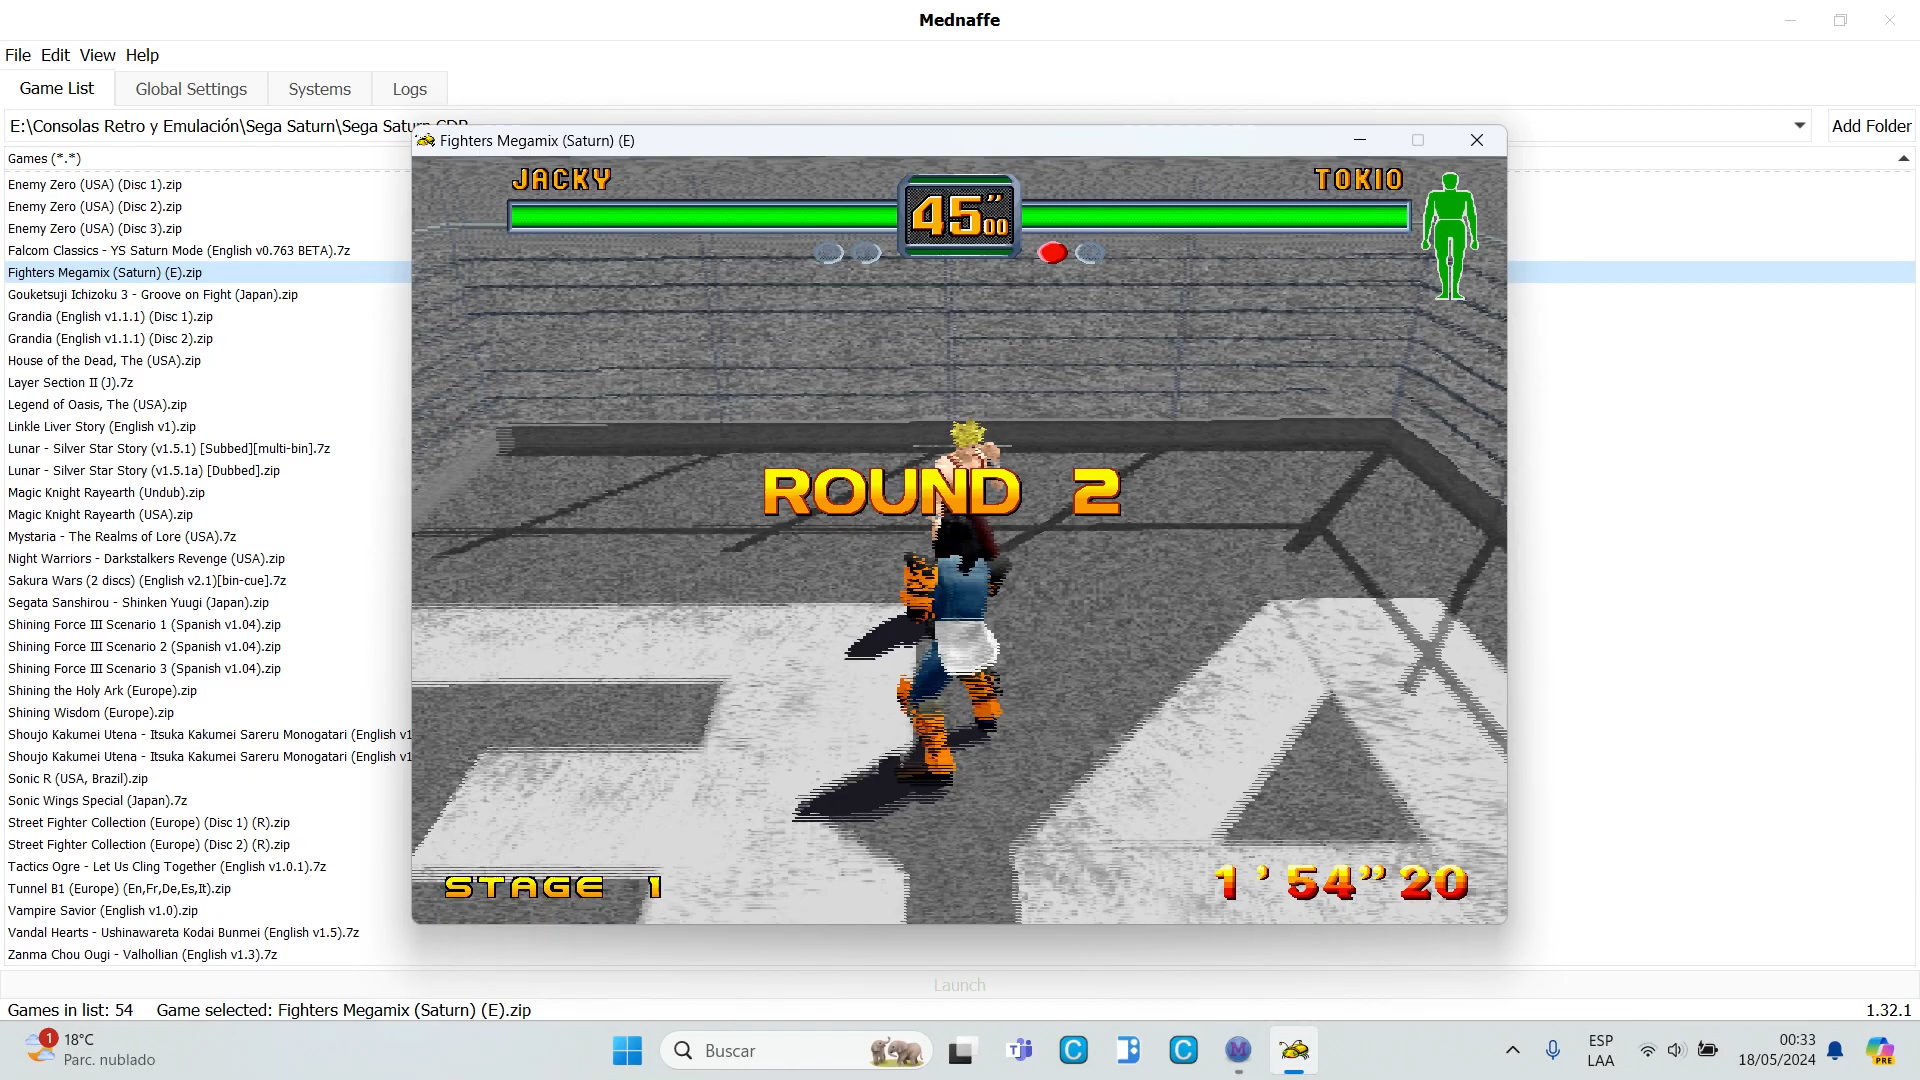 Mednaffe
File Edit View Help
Game List Global Settings Systems Logs
E:\Consolas Retro y Emulación\Sega Saturn\Sega Saturn CDR
Add Folder
Games (*.*)
Enemy Zero (USA) (Disc 1).zip
Enemy Zero (USA) (Disc 2).zip
Enemy Zero (USA) (Disc 3).zip
Falcom Classics - YS Saturn Mode (English v0.763 BETA).7z
Fighters Megamix (Saturn) (E).zip
Gouketsuji Ichizoku 3 - Groove on Fight (Japan).zip
Grandia (English v1.1.1) (Disc 1).zip
Grandia (English v1.1.1) (Disc 2).zip
House of the Dead, The (USA).zip
Layer Section II (J).7z
Legend of Oasis, The (USA).zip
Linkle Liver Story (English v1).zip
Lunar - Silver Star Story (v1.5.1) [Subbed][multi-bin].7z
Lunar - Silver Star Story (v1.5.1a) [Dubbed].zip
Magic Knight Rayearth (Undub).zip
Magic Knight Rayearth (USA).zip
Mystaria - The Realms of Lore (USA).7z
Night Warriors - Darkstalkers Revenge (USA).zip
Sakura Wars (2 discs) (English v2.1)[bin-cue].7z
Segata Sanshirou - Shinken Yuugi (Japan).zip
Shining Force III Scenario 1 (Spanish v1.04).zip
Shining Force III Scenario 2 (Spanish v1.04).zip
Shining Force III Scenario 3 (Spanish v1.04).zip
Shining the Holy Ark (Europe).zip
Shining Wisdom (Europe).zip
Shoujo Kakumei Utena - Itsuka Kakumei Sareru Monogatari (English v1
Shoujo Kakumei Utena - Itsuka Kakumei Sareru Monogatari (English v1
Sonic R (USA, Brazil).zip
Sonic Wings Special (Japan).7z
Street Fighter Collection (Europe) (Disc 1) (R).zip
Street Fighter Collection (Europe) (Disc 2) (R).zip
Tactics Ogre - Let Us Cling Together (English v1.0.1).7z
Tunnel B1 (Europe) (En,Fr,De,Es,It).zip
Vampire Savior (English v1.0).zip
Vandal Hearts - Ushinawareta Kodai Bunmei (English v1.5).7z
Zanma Chou Ougi - Valhollian (English v1.3).7z
Fighters Megamix (Saturn) (E)
JACKY
45"00
TOKIO
ROUND 2
STAGE 1
1'54"20
Launch
Games in list: 54 Game selected: Fighters Megamix (Saturn) (E).zip
1.32.1
1
18°C
Parc. nublado
Buscar
ESP
LAA
00:33
18/05/2024
PRE